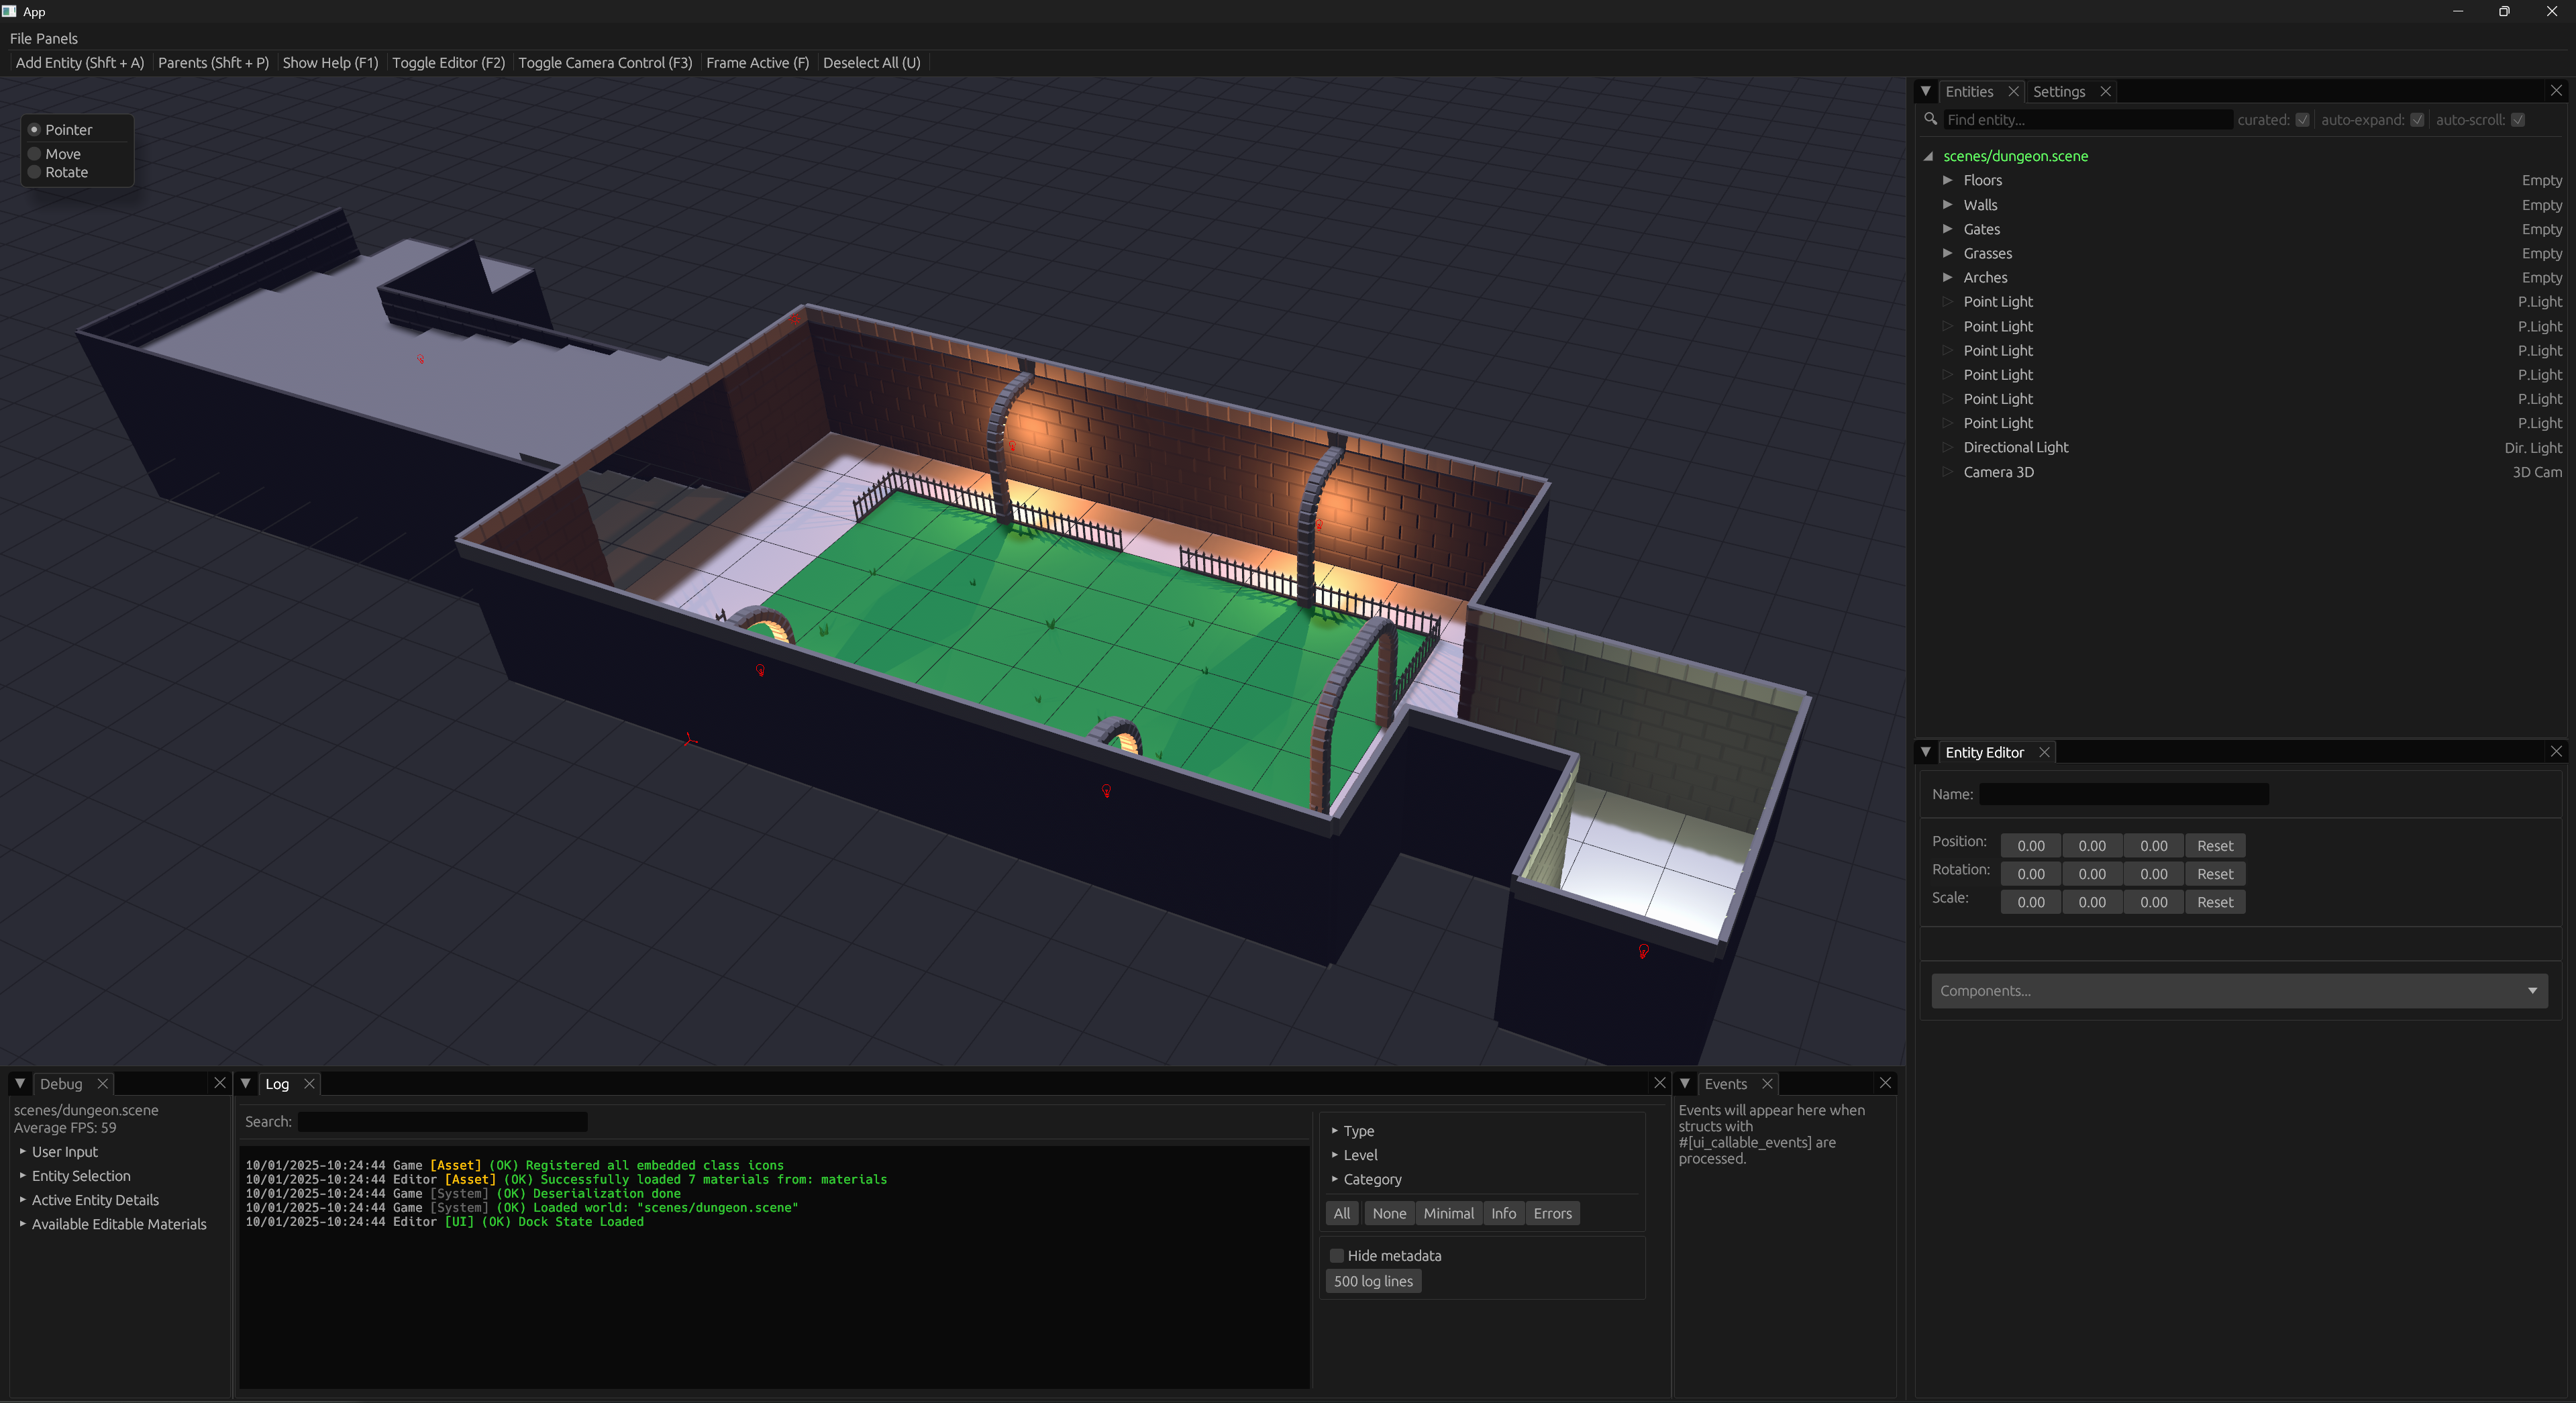 App
File Panels
Add Entity (Shft + A) Parents (Shft + P) Show Help (F1) Toggle Editor (F2) Toggle Camera Control (F3) Frame Active (F) Deselect All (U)
Pointer
Move
Rotate
Entities Settings
Find entity... curated: auto-expand: auto-scroll:
scenes/dungeon.scene
Floors Empty
Walls Empty
Gates Empty
Grasses Empty
Arches Empty
Point Light P.Light
Point Light P.Light
Point Light P.Light
Point Light P.Light
Point Light P.Light
Point Light P.Light
Directional Light Dir. Light
Camera 3D 3D Cam
Entity Editor
Name:
Position: 0.00 0.00 0.00 Reset
Rotation: 0.00 0.00 0.00 Reset
Scale: 0.00 0.00 0.00 Reset
Components...
Debug
scenes/dungeon.scene
Average FPS: 59
User Input
Entity Selection
Active Entity Details
Available Editable Materials
Log
Search:
10/01/2025-10:24:44 Game [Asset] (OK) Registered all embedded class icons
10/01/2025-10:24:44 Editor [Asset] (OK) Successfully loaded 7 materials from: materials
10/01/2025-10:24:44 Game [System] (OK) Deserialization done
10/01/2025-10:24:44 Game [System] (OK) Loaded world: "scenes/dungeon.scene"
10/01/2025-10:24:44 Editor [UI] (OK) Dock State Loaded
Type
Level
Category
All None Minimal Info Errors
Hide metadata
500 log lines
Events
Events will appear here when
structs with
#[ui_callable_events] are
processed.